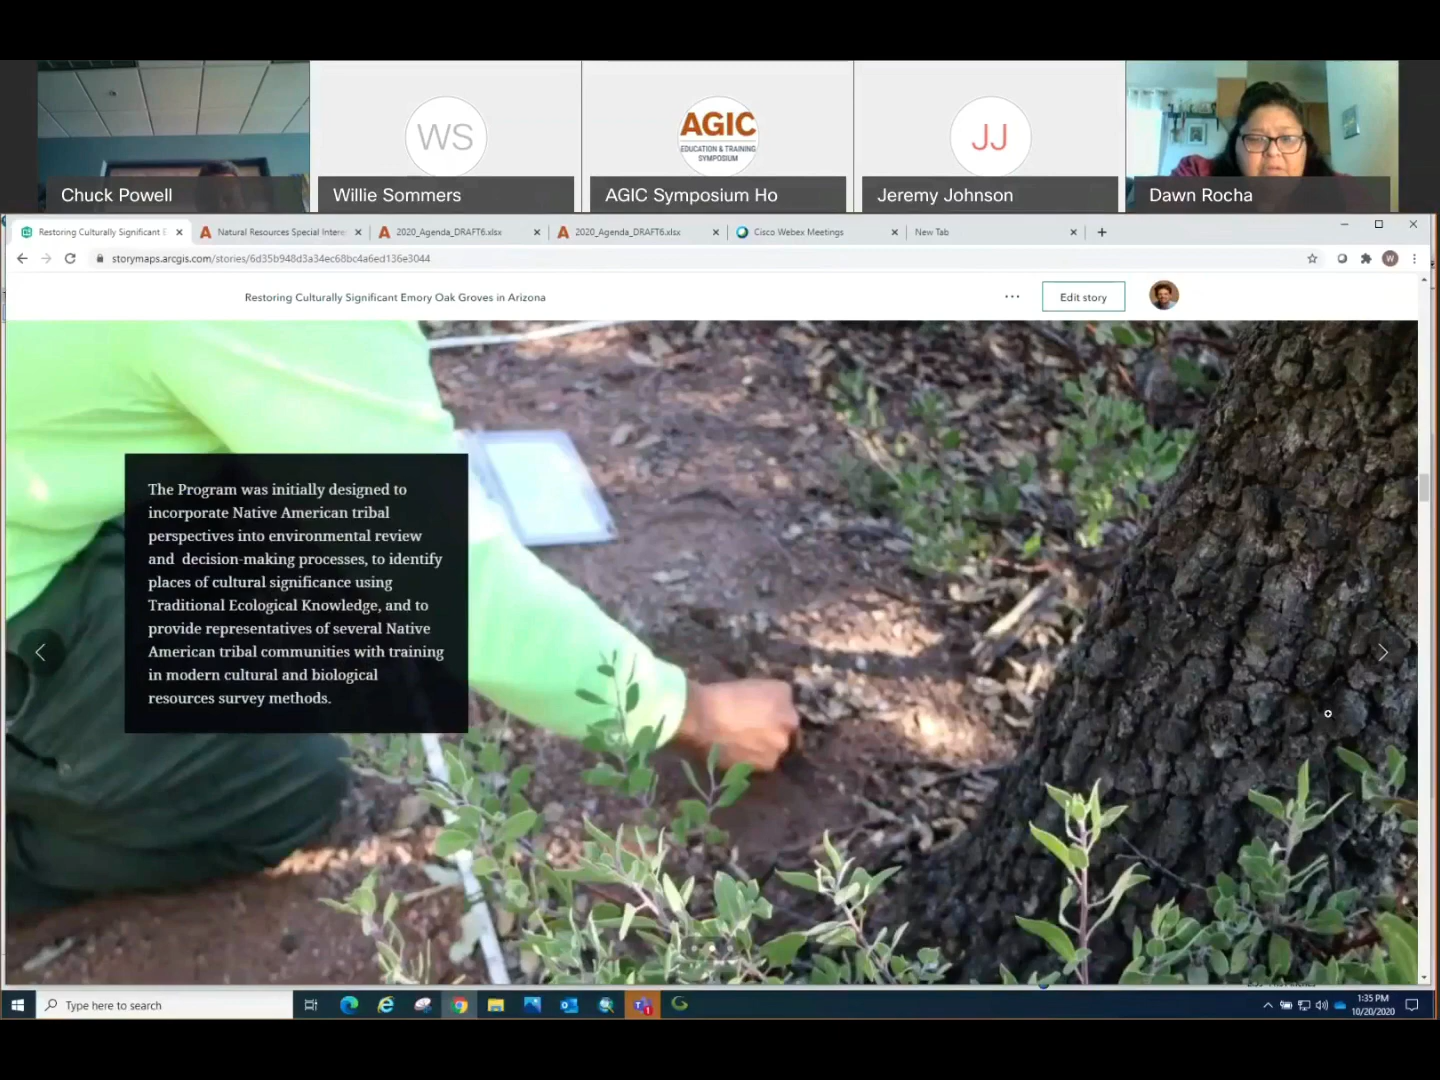 WS
AGIC
EDUCATION & TRAINING
SYMPOSIUM
JJ
Chuck Powell
Willie Sommers
AGIC Symposium Ho
Jeremy Johnson
Dawn Rocha
Restoring Culturally Significant E
Natural Resources Special Intere
2020_Agenda_DRAFT6.xlsx
2020_Agenda_DRAFT6.xlsx
Cisco Webex Meetings
New Tab
storymaps.arcgis.com/stories/6d35b948d3a34ec68bc4a6ed136e3044
W
Restoring Culturally Significant Emory Oak Groves in Arizona
Edit story
The Program was initially designed to
incorporate Native American tribal
perspectives into environmental review
and decision-making processes, to identify
places of cultural significance using
Traditional Ecological Knowledge, and to
provide representatives of several Native
American tribal communities with training
in modern cultural and biological
resources survey methods.
Type here to search
1:35 PM
10/20/2020